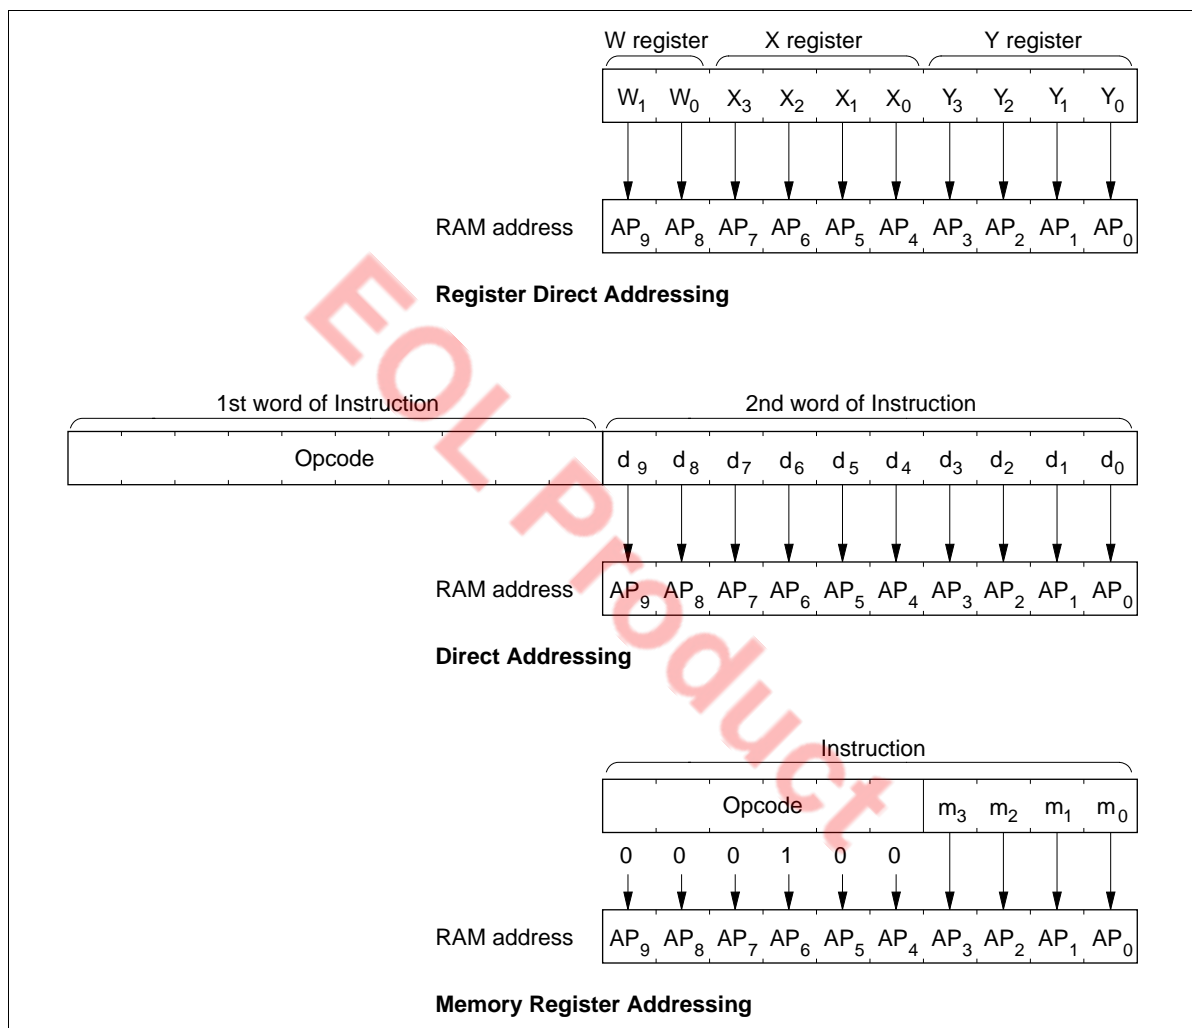 W register X register Y register
W1 W0 X3 X2 X1 X0 Y3 Y2 Y1 Y0
RAM address AP9 AP8 AP7 AP6 AP5 AP4 AP3 AP2 AP1 AP0
Register Direct Addressing
1st word of Instruction 2nd word of Instruction
Opcode d9 d8 d7 d6 d5 d4 d3 d2 d1 d0
RAM address AP9 AP8 AP7 AP6 AP5 AP4 AP3 AP2 AP1 AP0
Direct Addressing
Instruction
Opcode m3 m2 m1 m0
0 0 0 1 0 0
RAM address AP9 AP8 AP7 AP6 AP5 AP4 AP3 AP2 AP1 AP0
Memory Register Addressing
EOL Product